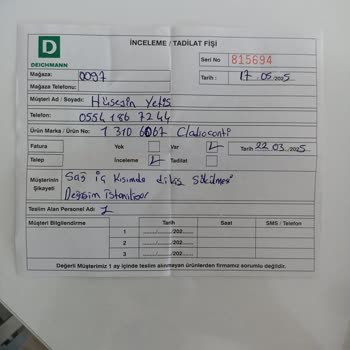 D
DEICHMANN
İNCELEME / TADİLAT FİŞİ
Seri No 815694
Mağaza: 0097
Tarih: 17.05/2025
Mağaza Telefonu:
Müşteri Ad / Soyadı: Hüseyin Yetiş
Telefon: 0554 186 7244
Ürün Marka / Ürün No: 1 310 6067 Claudio conti
Fatura Yok Var Tarih 22.03./2025
Talep İnceleme Tadilat
Müşterinin Şikayeti
Sağ iç kısımda dikiş sökülmesi
Değişim isteniliyor
Teslim Alan Personel Adı
Müşteri Bilgilendirme Tarih Saat SMS / Telefon
1 ....../....../202....
2 ....../....../202....
3 ....../....../202....
Değerli Müşterimiz 1 ay içinde teslim alınmayan ürünlerden firmamız sorumlu değildir.